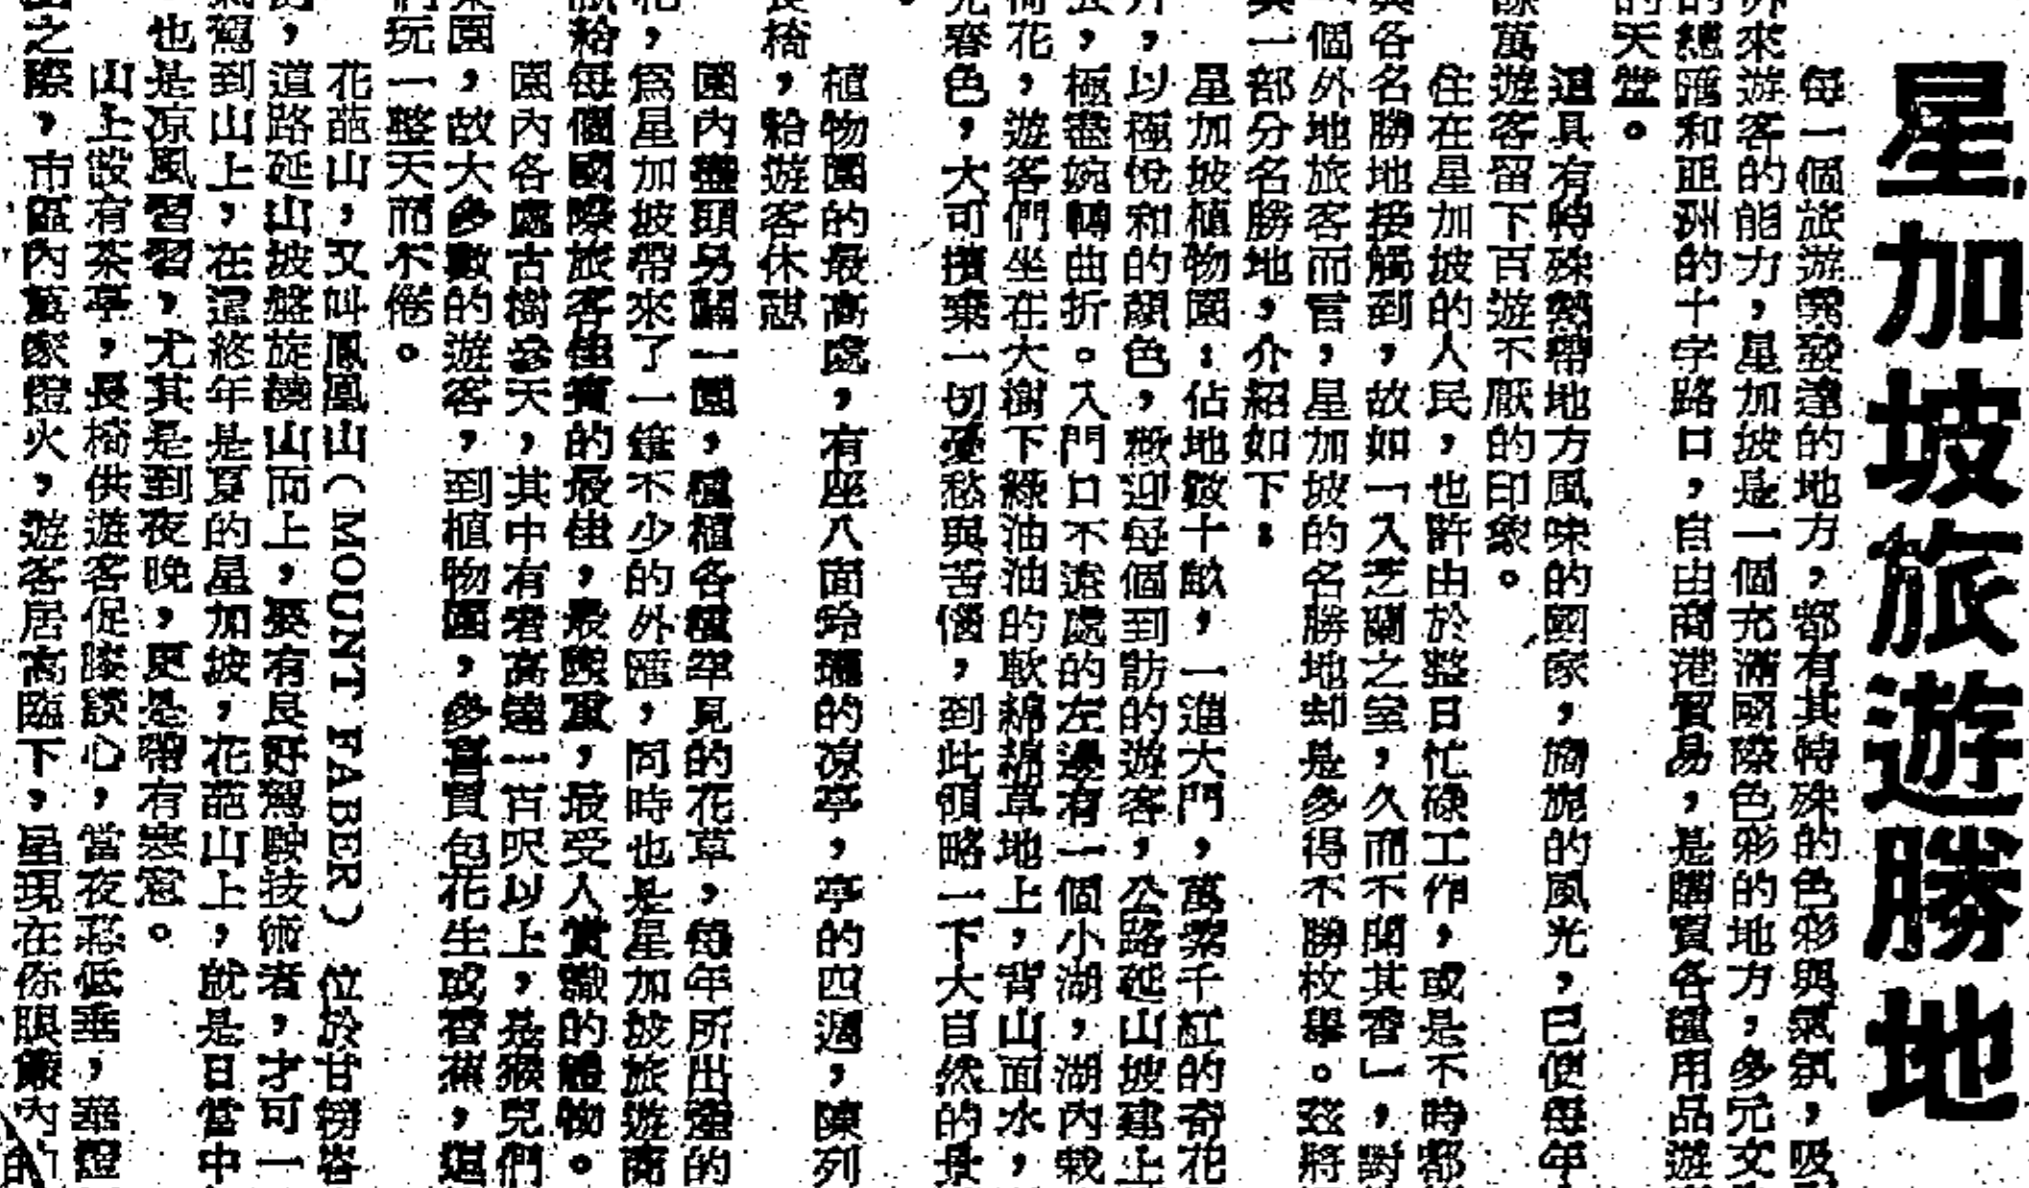 星加坡旅遊勝地
每一個旅遊業發達的地方，都有其特殊的色彩與氣氛，吸
外來遊客的能力，星加坡是一個充滿國際色彩的地方，多元文
的總匯和亞洲的十字路口，自由商港貿易，是購買各種用品遊
的天堂。
這具有特殊熱帶地方風味的國家，旖旎的風光，已使每年
餘萬遊客留下百遊不厭的印象。
住在星加坡的人民，也許由於整日忙碌工作，或是不時都
與各名勝地接觸到，故如「入芝蘭之室，久而不聞其香」，對
一個外地旅客而言，星加坡的名勝地却是多得不勝枚舉。茲將
其一部分名勝地，介紹如下：
星加坡植物園：佔地數十畝，一進大門，萬紫千紅的奇花
，以極悅和的顏色，歡迎每個到訪的遊客，公路延山坡建上
，極盡婉轉曲折。入門口不遠處的左邊有一個小湖，湖內栽
荷花，遊客們坐在大樹下綠油油的軟綿綿草地上，背山面水，
春色，大可擯棄一切憂愁與苦惱，到此領略一下大自然的
植物園的最高處，有座八面玲瓏的凉亭，亭的四週，陳列
長椅，給遊客休憩
園內盡頭另闢一園，種植各種罕見的花草，每年所出產的
花，為星加坡帶來了一筆不少的外匯，同時也是星加坡旅遊商
給每個國際旅客佳賓的最佳，最隆重，最受人賞識的禮物。
園內各處古樹參天，其中有者高達一百呎以上，是猴兒們
樂園，故大多數的遊客，到植物園，多會買包花生或香蕉，逗
們玩一整天而不倦。
花葩山，又叫鳳凰山（MOUNT FABER）位於甘榜峇
，道路延山坡盤旋機山而上，要有良好駕駛技術者，才可一
駕到山上，在這終年是夏的星加坡，花葩山上，就是日當中
也是凉風習習，尤其是到夜晚，更是帶有寒意。
山上設有茶亭，長椅供遊客促膝談心，當夜幕低垂，華燈
之際，市區內萬家燈火，遊客居高臨下，呈現在你眼簾內的